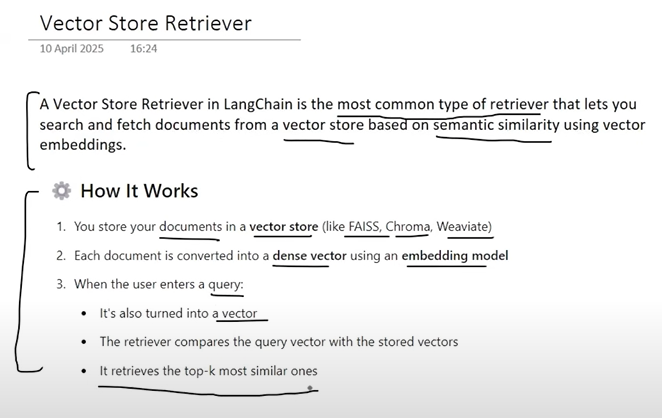 Vector Store Retriever
10 April 2025 16:24
A Vector Store Retriever in LangChain is the most common type of retriever that lets you
search and fetch documents from a vector store based on semantic similarity using vector
embeddings.
How It Works
1. You store your documents in a vector store (like FAISS, Chroma, Weaviate)
2. Each document is converted into a dense vector using an embedding model
3. When the user enters a query:
• It's also turned into a vector
• The retriever compares the query vector with the stored vectors
• It retrieves the top-k most similar ones